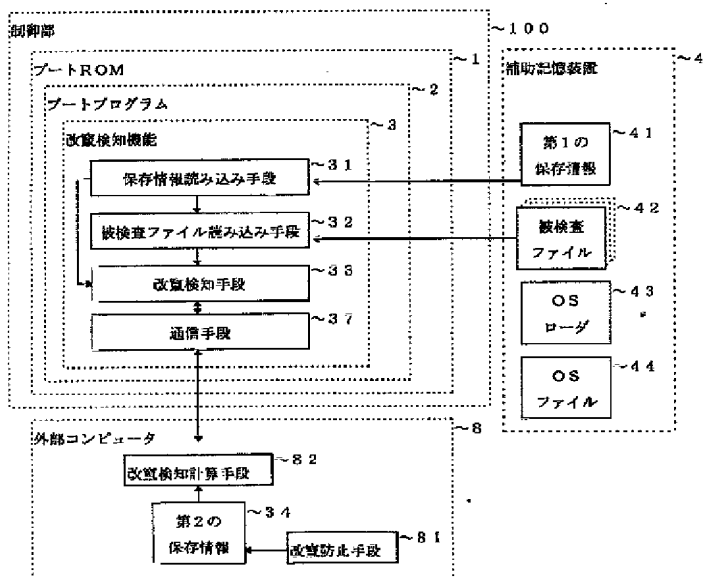 制御部
~100
ブートROM
~1
ブートプログラム
~2
改竄検知機能
~3
保存情報読み込み手段
~31
被検査ファイル読み込み手段
~32
改竄検知手段
~33
通信手段
~37
補助記憶装置
~4
第1の
保存情報
~41
被検査
ファイル
~42
OS
ローダ
~43
OS
ファイル
~44
外部コンピュータ
~8
改竄検知計算手段
~82
第2の
保存情報
~34
改竄防止手段
~81